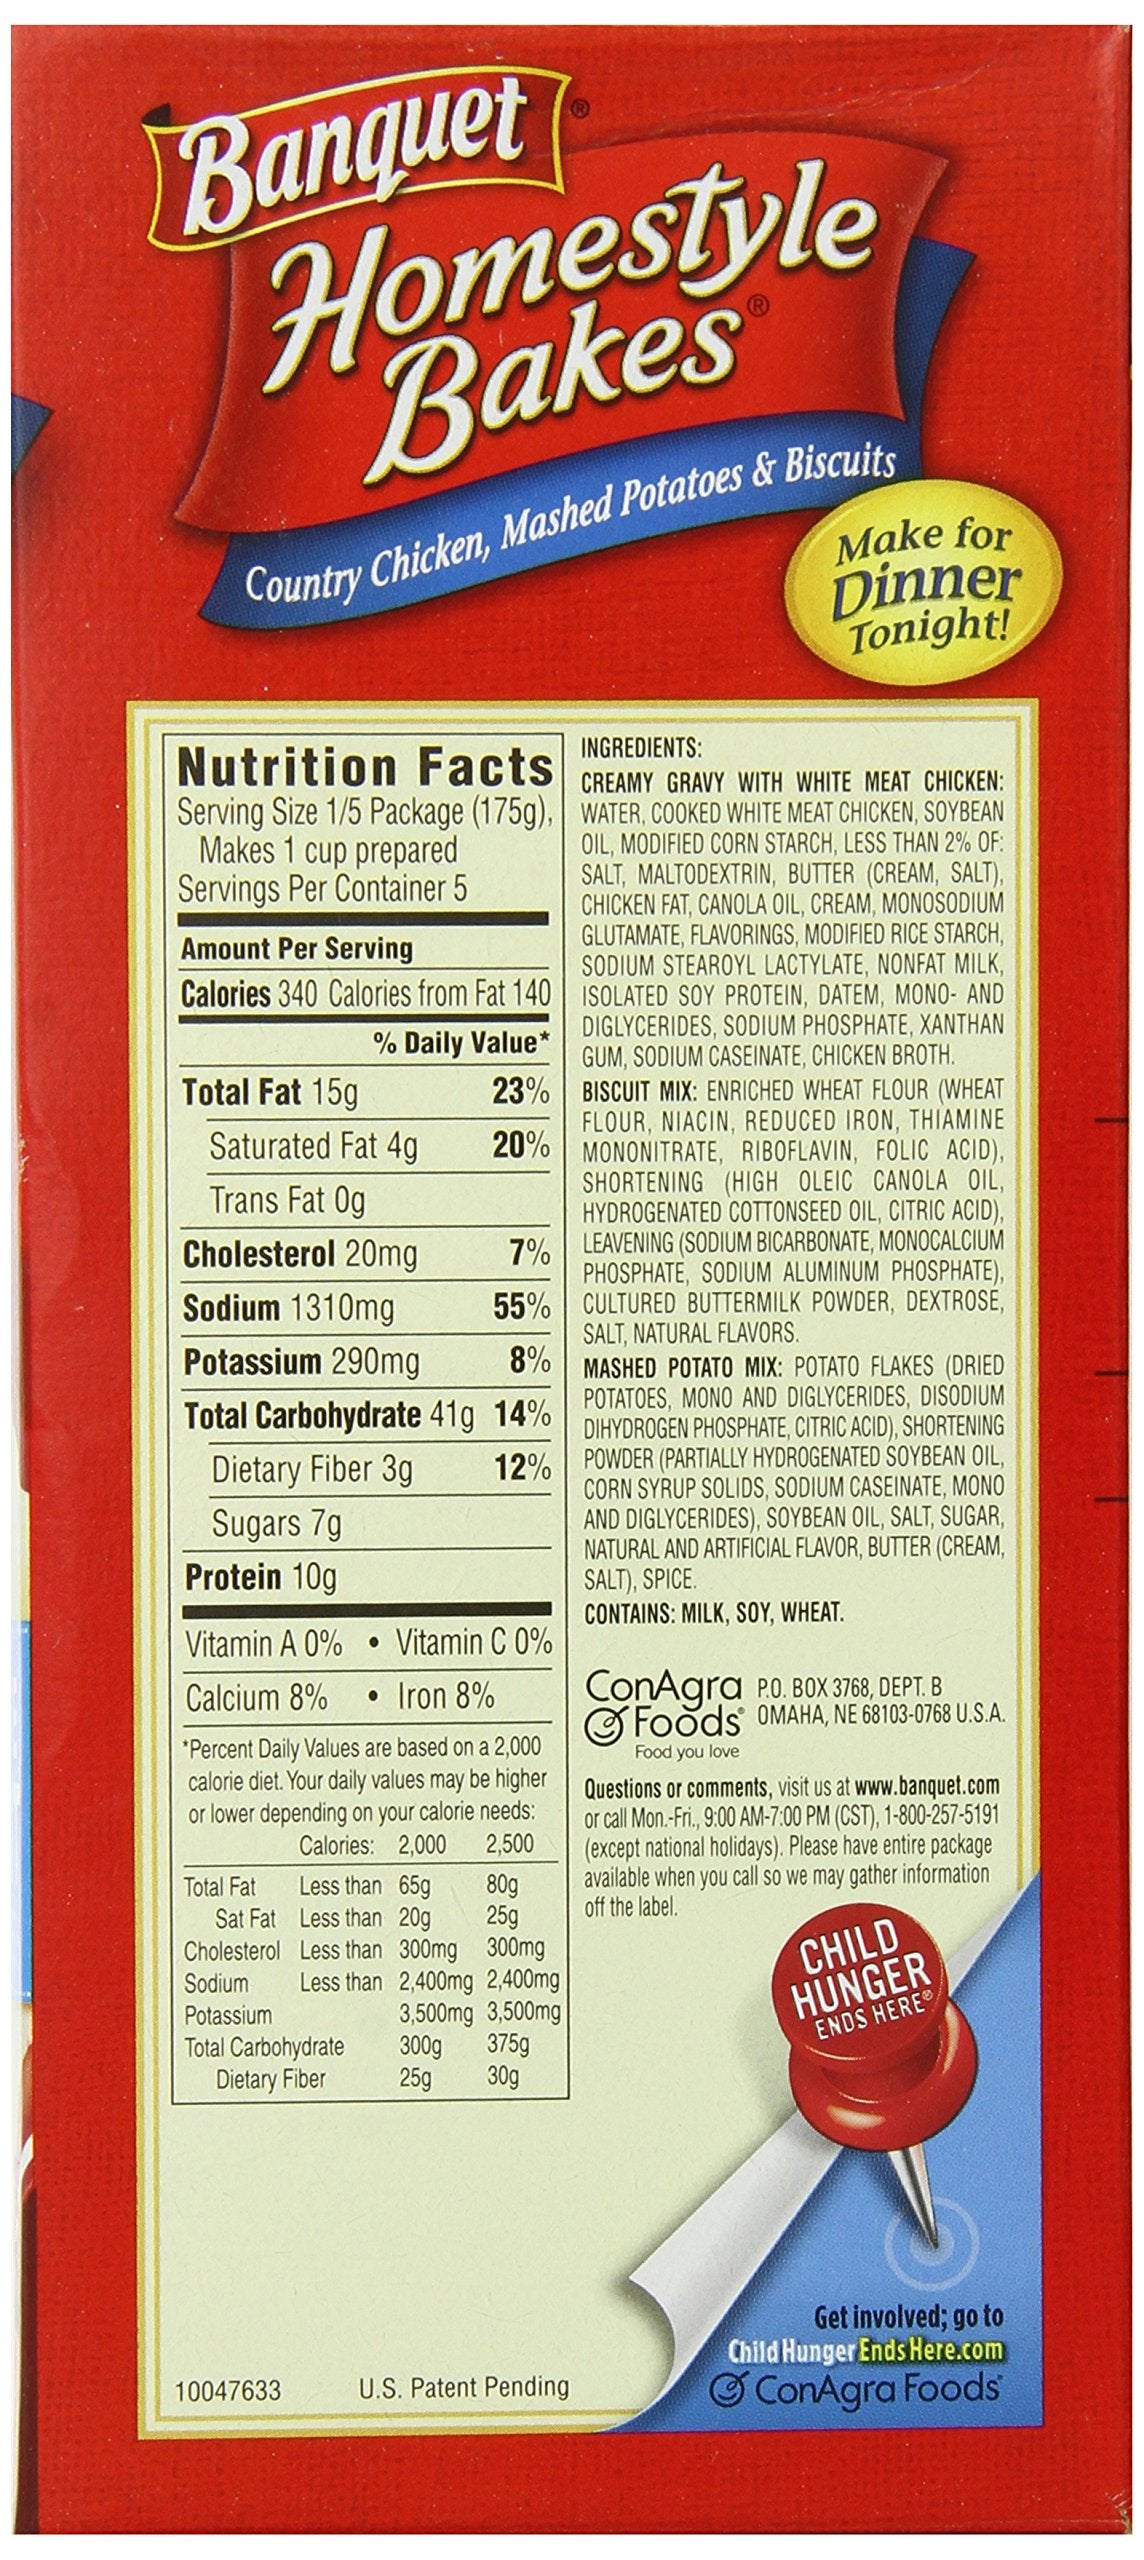 Banquet®
Homestyle
Bakes®
Country Chicken, Mashed Potatoes & Biscuits
Make for
Dinner
Tonight!
Nutrition Facts
Serving Size 1/5 Package (175g),
Makes 1 cup prepared
Servings Per Container 5
Amount Per Serving
Calories 340 Calories from Fat 140
% Daily Value*
Total Fat 15g 23%
Saturated Fat 4g 20%
Trans Fat 0g
Cholesterol 20mg 7%
Sodium 1310mg 55%
Potassium 290mg 8%
Total Carbohydrate 41g 14%
Dietary Fiber 3g 12%
Sugars 7g
Protein 10g
Vitamin A 0% • Vitamin C 0%
Calcium 8% • Iron 8%
*Percent Daily Values are based on a 2,000
calorie diet. Your daily values may be higher
or lower depending on your calorie needs:
Calories: 2,000 2,500
Total Fat Less than 65g 80g
Sat Fat Less than 20g 25g
Cholesterol Less than 300mg 300mg
Sodium Less than 2,400mg 2,400mg
Potassium 3,500mg 3,500mg
Total Carbohydrate 300g 375g
Dietary Fiber 25g 30g
INGREDIENTS:
CREAMY GRAVY WITH WHITE MEAT CHICKEN:
WATER, COOKED WHITE MEAT CHICKEN, SOYBEAN
OIL, MODIFIED CORN STARCH, LESS THAN 2% OF:
SALT, MALTODEXTRIN, BUTTER (CREAM, SALT),
CHICKEN FAT, CANOLA OIL, CREAM, MONOSODIUM
GLUTAMATE, FLAVORINGS, MODIFIED RICE STARCH,
SODIUM STEAROYL LACTYLATE, NONFAT MILK,
ISOLATED SOY PROTEIN, DATEM, MONO- AND
DIGLYCERIDES, SODIUM PHOSPHATE, XANTHAN
GUM, SODIUM CASEINATE, CHICKEN BROTH.
BISCUIT MIX: ENRICHED WHEAT FLOUR (WHEAT
FLOUR, NIACIN, REDUCED IRON, THIAMINE
MONONITRATE, RIBOFLAVIN, FOLIC ACID),
SHORTENING (HIGH OLEIC CANOLA OIL,
HYDROGENATED COTTONSEED OIL, CITRIC ACID),
LEAVENING (SODIUM BICARBONATE, MONOCALCIUM
PHOSPHATE, SODIUM ALUMINUM PHOSPHATE),
CULTURED BUTTERMILK POWDER, DEXTROSE,
SALT, NATURAL FLAVORS.
MASHED POTATO MIX: POTATO FLAKES (DRIED
POTATOES, MONO AND DIGLYCERIDES, DISODIUM
DIHYDROGEN PHOSPHATE, CITRIC ACID), SHORTENING
POWDER (PARTIALLY HYDROGENATED SOYBEAN OIL,
CORN SYRUP SOLIDS, SODIUM CASEINATE, MONO
AND DIGLYCERIDES), SOYBEAN OIL, SALT, SUGAR,
NATURAL AND ARTIFICIAL FLAVOR, BUTTER (CREAM,
SALT), SPICE.
CONTAINS: MILK, SOY, WHEAT.
ConAgra
Foods®
Food you love
P.O. BOX 3768, DEPT. B
OMAHA, NE 68103-0768 U.S.A.
Questions or comments, visit us at www.banquet.com
or call Mon.-Fri., 9:00 AM-7:00 PM (CST), 1-800-257-5191
(except national holidays). Please have entire package
available when you call so we may gather information
off the label.
CHILD
HUNGER
ENDS HERE®
Get involved; go to
ChildHungerEndsHere.com
ConAgra Foods®
10047633
U.S. Patent Pending